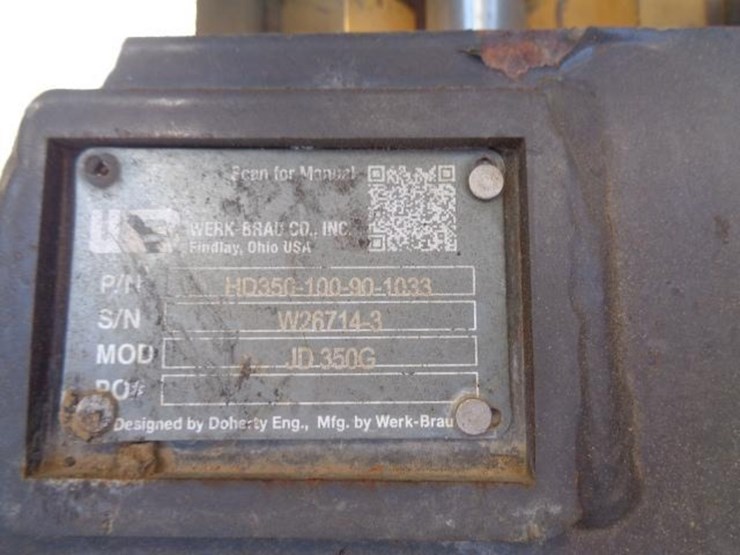 Scan for Manual
WB
WERK-BRAU CO., INC.
Findlay, Ohio USA
P/N HD350-100-90-1033
S/N W26714-3
MOD JD 350G
PO#
Designed by Doherty Eng., Mfg. by Werk-Brau